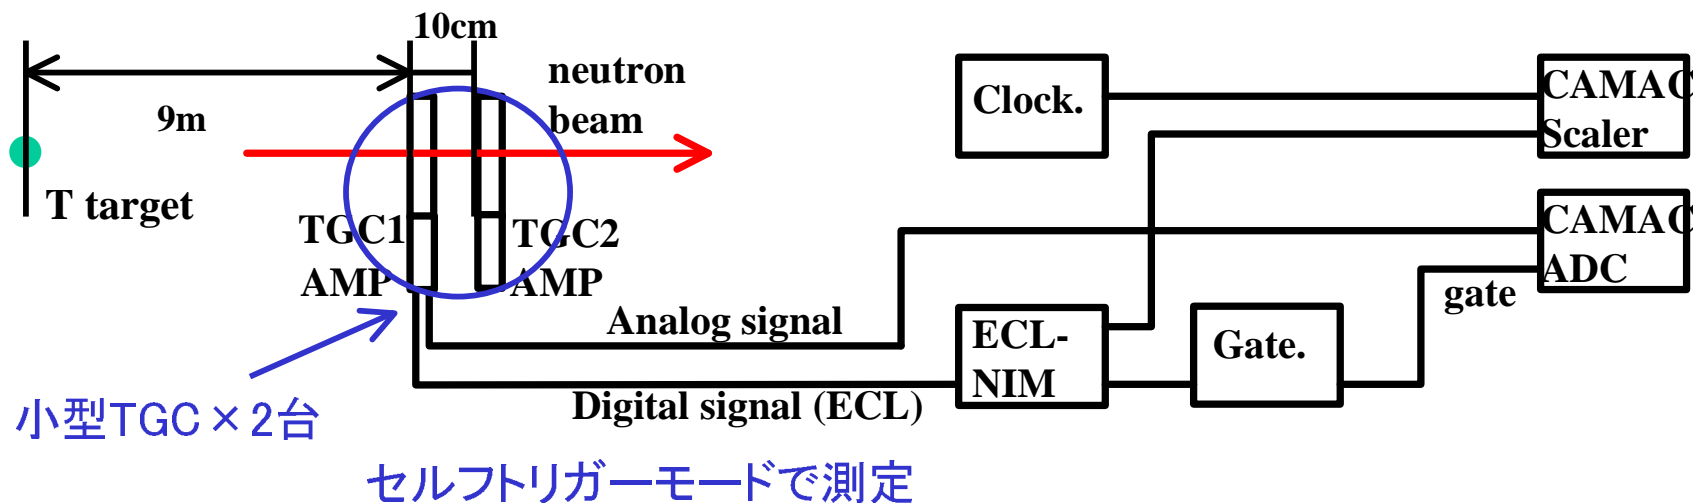 10cm
neutron
beam
9m
T target
TGC1
AMP
TGC2
AMP
Clock.
CAMAC
Scaler
CAMAC
ADC
gate
Analog signal
ECL-
NIM
Gate.
Digital signal (ECL)
小型TGC×2台
セルフトリガーモードで測定